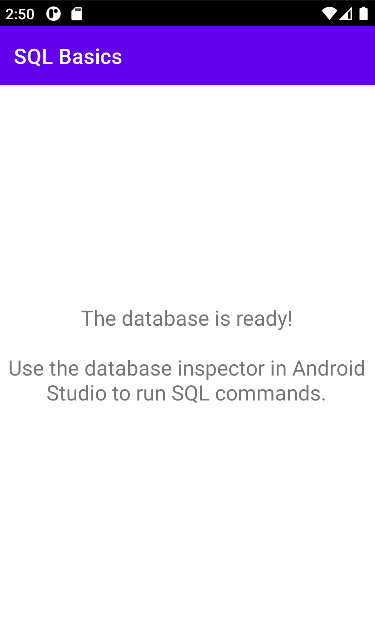 2:50
SQL Basics
The database is ready!
Use the database inspector in Android
Studio to run SQL commands.